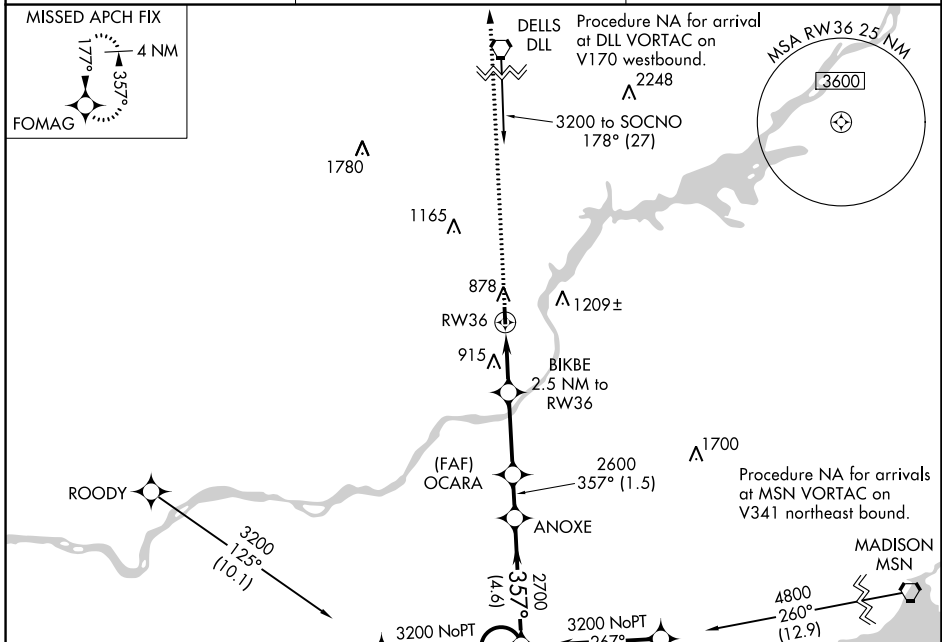 MISSED APCH FIX
4 NM
177°
357°
FOMAG
DELLS
DLL
Procedure NA for arrival
at DLL VORTAC on
V170 westbound.
2248
MSA RW36 25 NM
3600
3200 to SOCNO
178° (27)
1780
1165
878
1209±
RW36
915
BIKBE
2.5 NM to
RW36
1700
(FAF)
OCARA
2600
357° (1.5)
Procedure NA for arrivals
at MSN VORTAC on
V341 northeast bound.
ROODY
ANOXE
3200
125°
(10.1)
MADISON
MSN
2700
357°
(4.6)
4800
260°
(12.9)
3200 NoPT
3200 NoPT
267°